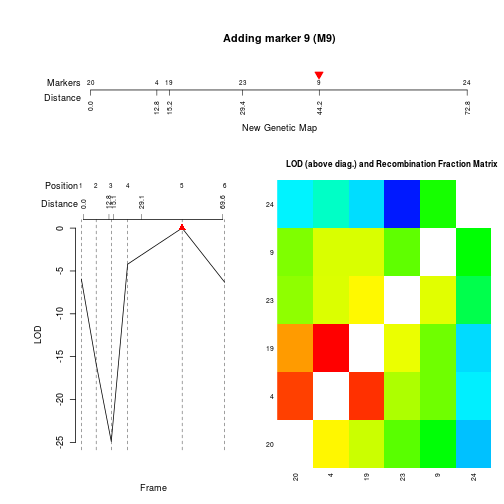 Adding marker 9 (M9)
Markers 20 4 19 23 9 24
Distance
0.0 12.8 15.2 29.4 44.2 72.8
New Genetic Map
LOD (above diag.) and Recombination Fraction Matrix
Position 1 2 3 4 5 6
Distance 0.0 12.8 15.1 29.1 69.6
LOD
0
-5
-10
-15
-20
-25
Frame
24
9
23
19
4
20
20 4 19 23 9 24